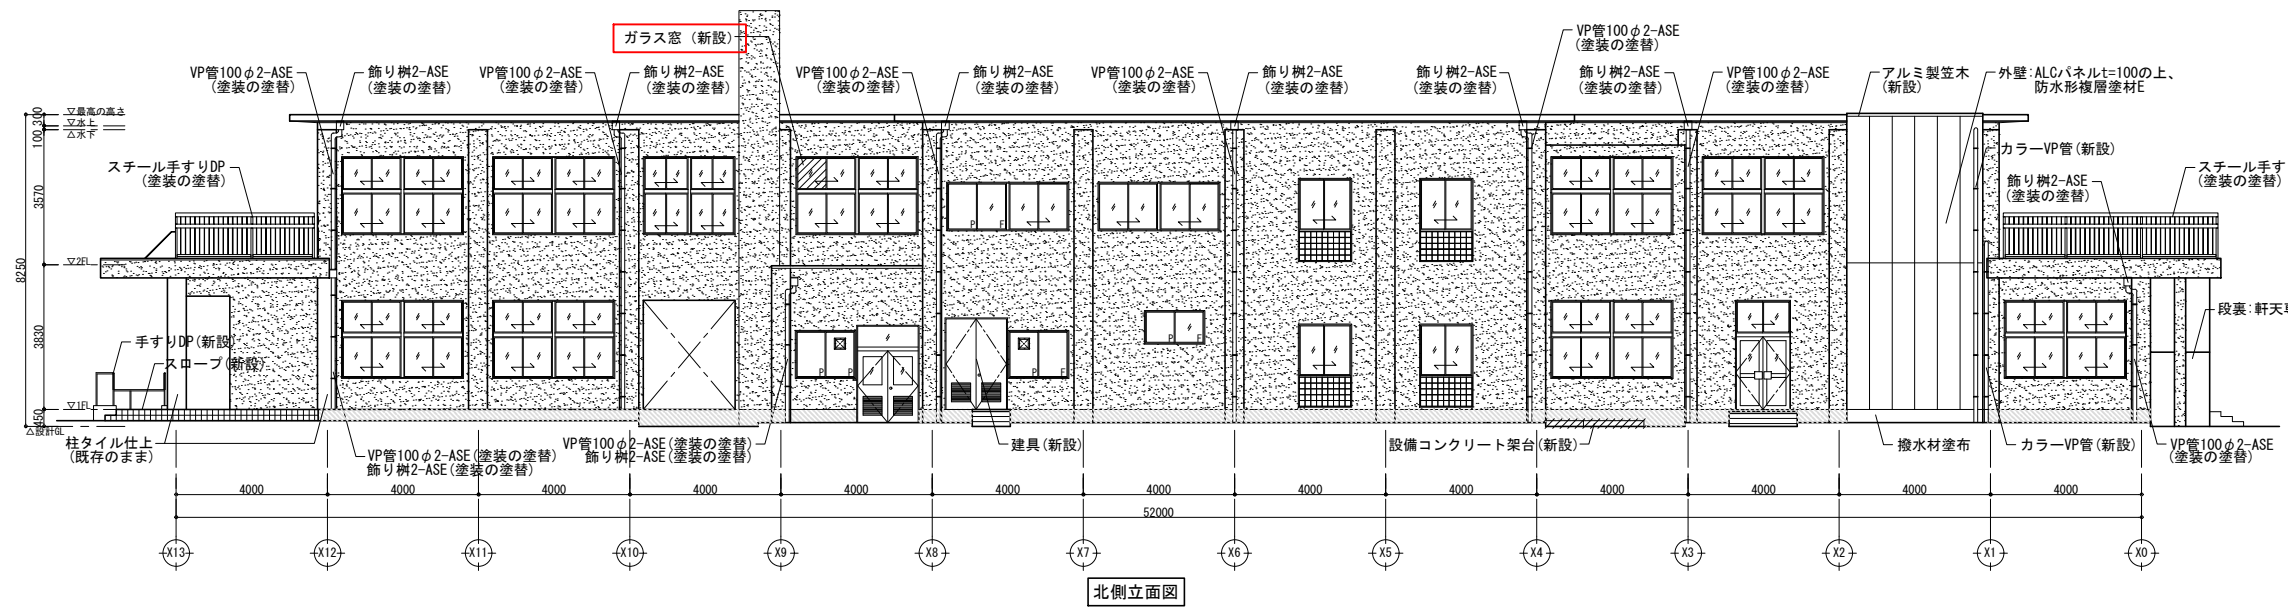 ガラス窓 (新設)
VP管100φ2-ASE
(塗装の塗替)
VP管100φ2-ASE
(塗装の塗替)
飾り桝2-ASE
(塗装の塗替)
VP管100φ2-ASE
(塗装の塗替)
飾り桝2-ASE
(塗装の塗替)
VP管100φ2-ASE
(塗装の塗替)
飾り桝2-ASE
(塗装の塗替)
VP管100φ2-ASE
(塗装の塗替)
飾り桝2-ASE
(塗装の塗替)
飾り桝2-ASE
(塗装の塗替)
飾り桝2-ASE
(塗装の塗替)
VP管100φ2-ASE
(塗装の塗替)
アルミ製笠木
(新設)
外壁:ALCパネルt=100の上、
防水形複層塗材E
▽最高の高さ
▽水上
△水下
300
100
3570
8250
3830
450
スチール手すりDP
(塗装の塗替)
カラーVP管(新設)
飾り桝2-ASE
(塗装の塗替)
スチール手す
(塗装の塗替)
▽2FL
P
F
P
F
P
P
P
F
手すりDP(新設)
スロープ(新設)
段裏:軒天
▽1FL
△設計GL
柱タイル仕上
(既存のまま)
VP管100φ2-ASE(塗装の塗替)
飾り桝2-ASE(塗装の塗替)
VP管100φ2-ASE(塗装の塗替)
飾り桝2-ASE(塗装の塗替)
建具(新設)
設備コンクリート架台(新設)
撥水材塗布
カラーVP管(新設)
VP管100φ2-ASE
(塗装の塗替)
4000
4000
4000
4000
4000
4000
4000
4000
4000
4000
4000
4000
4000
52000
X13
X12
X11
X10
X9
X8
X7
X6
X5
X4
X3
X2
X1
X0
北側立面図